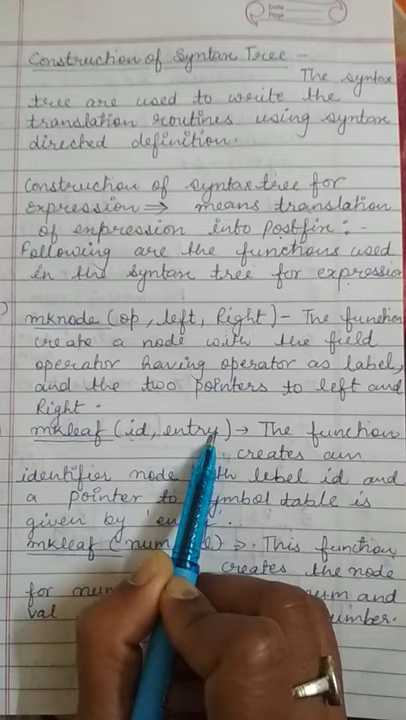 Date
Page
Construction of Syntax Tree -
The syntax
tree are used to write the
translation routines using syntax
directed definition.
Construction of syntax tree for
expression ⇒ means translation
of expression into Postfix : -
Following are the functions used
in the syntax tree for expression
mknode (op, left, Right) - The function
create a node with the field
operator having operator as label,
and the two pointers to left and
Right.
mkleaf (id, entry) → The function
creates an
identifier node with label id and
a pointer to symbol table is
given by
mkleaf ( num This function
creates the node
for num and
val